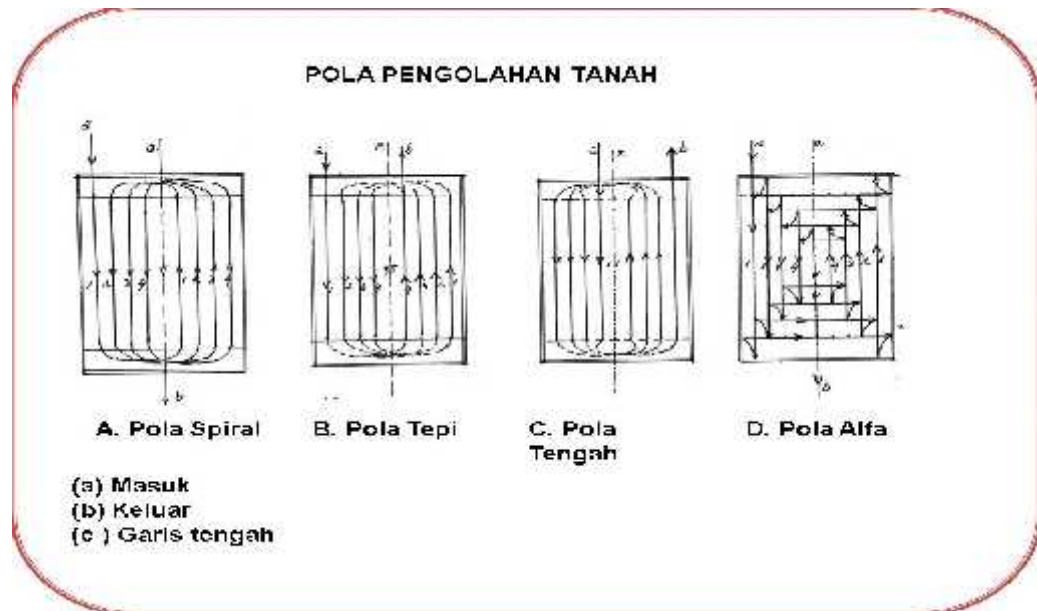 POLA PENGOLAHAN TANAH
A. Pola Spiral
B. Pola Tepi
C. Pola
Tengah
D. Pola Alfa
(a) Masuk
(b) Keluar
(c ) Garis tengah